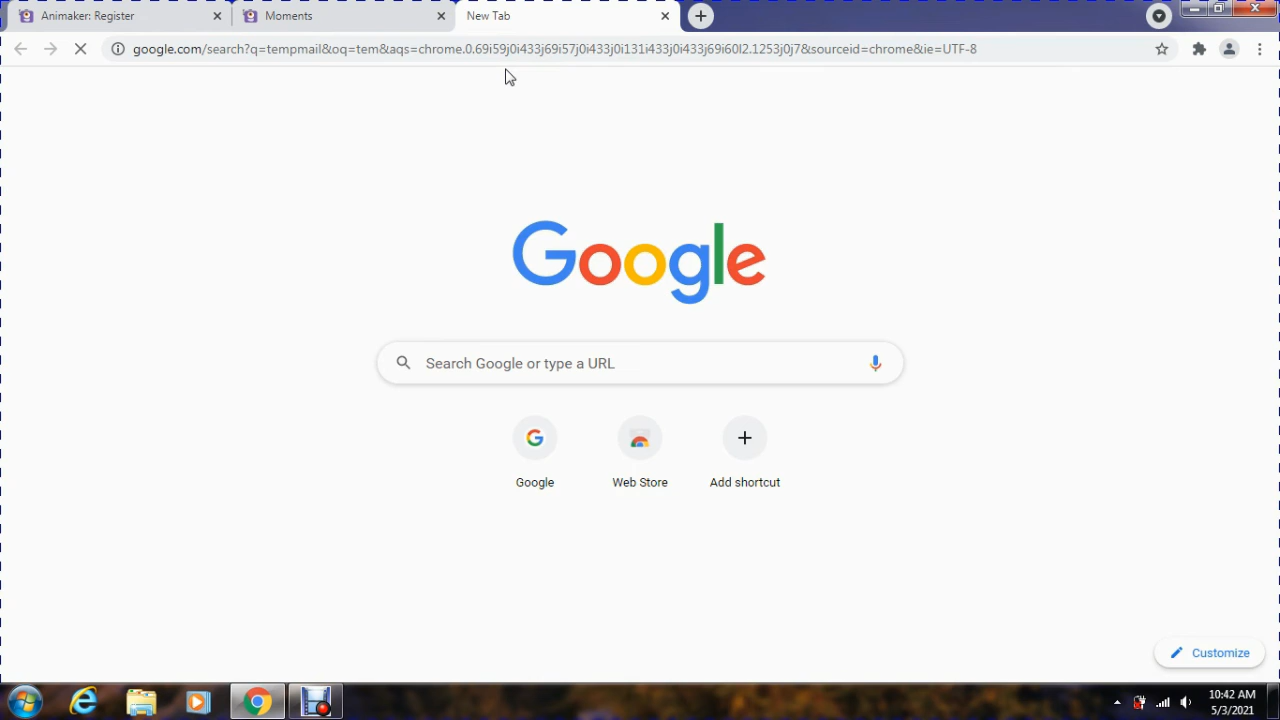 Animaker: Register
Moments
New Tab
google.com/search?q=tempmail&oq=tem&aqs=chrome.0.69i59j0i433j69i57j0i433j0i131i433j0i433j69i60l2.1253j0j7&sourceid=chrome&ie=UTF-8
Google
Search Google or type a URL
Google
Web Store
Add shortcut
Customize
10:42 AM
5/3/2021